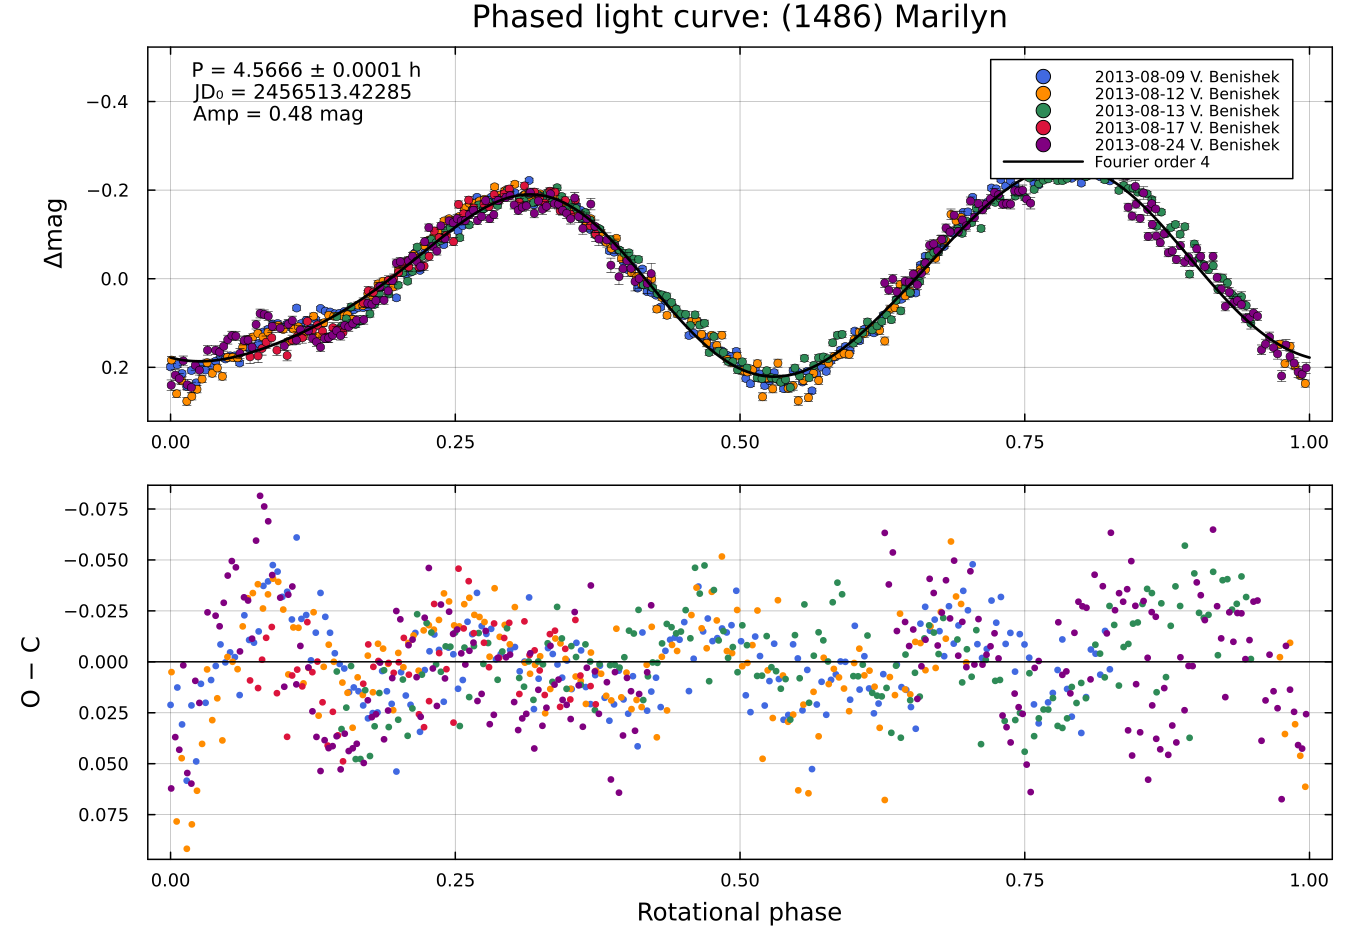 Phased light curve: (1486) Marilyn
P = 4.5666 ± 0.0001 h
JD₀ = 2456513.42285
Amp = 0.48 mag
2013-08-09 V. Benishek
2013-08-12 V. Benishek
2013-08-13 V. Benishek
2013-08-17 V. Benishek
2013-08-24 V. Benishek
Fourier order 4
Δmag
−0.4
−0.2
0.0
0.2
0.00 0.25 0.50 0.75 1.00
O − C
−0.075
−0.050
−0.025
0.000
0.025
0.050
0.075
0.00 0.25 0.50 0.75 1.00
Rotational phase